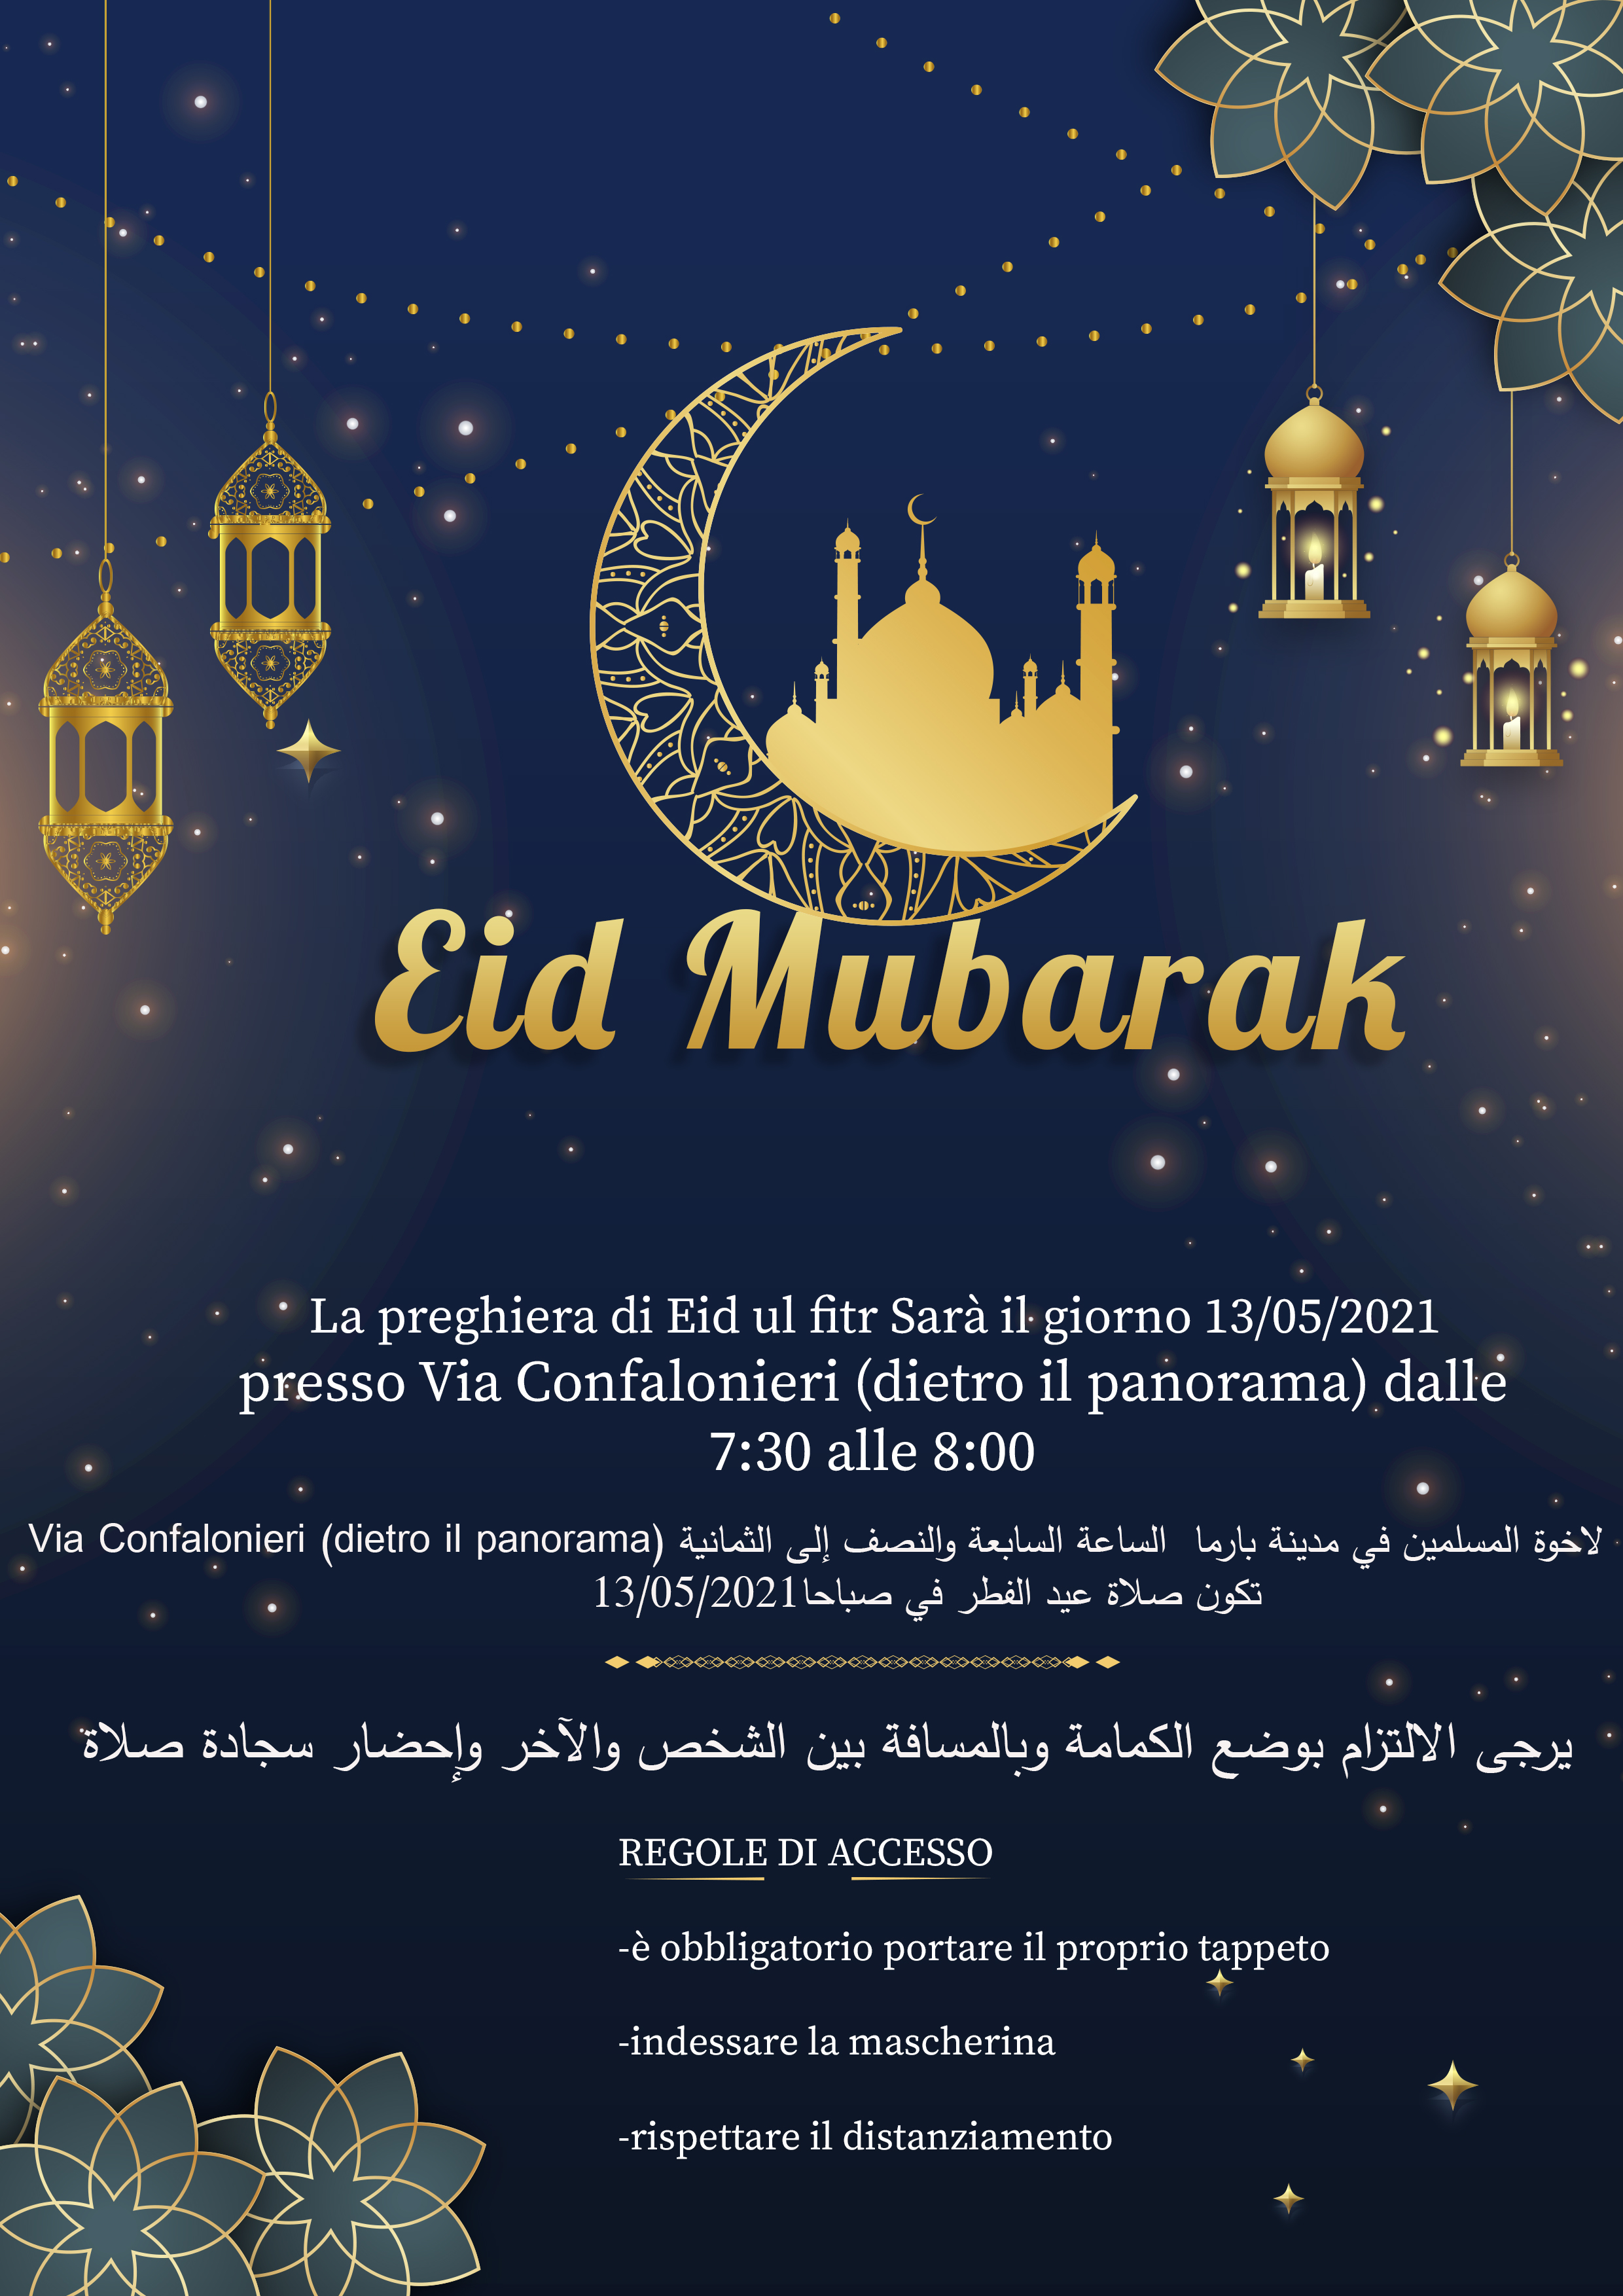 Eid Mubarak
La preghiera di Eid ul fitr Sarà il giorno 13/05/2021
presso Via Confalonieri (dietro il panorama) dalle
7:30 alle 8:00
لاخوة المسلمين في مدينة بارما الساعة السابعة والنصف إلى الثمانية Via Confalonieri (dietro il panorama)
تكون صلاة عيد الفطر في صباحا13/05/2021
يرجى الالتزام بوضع الكمامة وبالمسافة بين الشخص والآخر وإحضار سجادة صلاة
REGOLE DI ACCESSO
-è obbligatorio portare il proprio tappeto
-indessare la mascherina
-rispettare il distanziamento